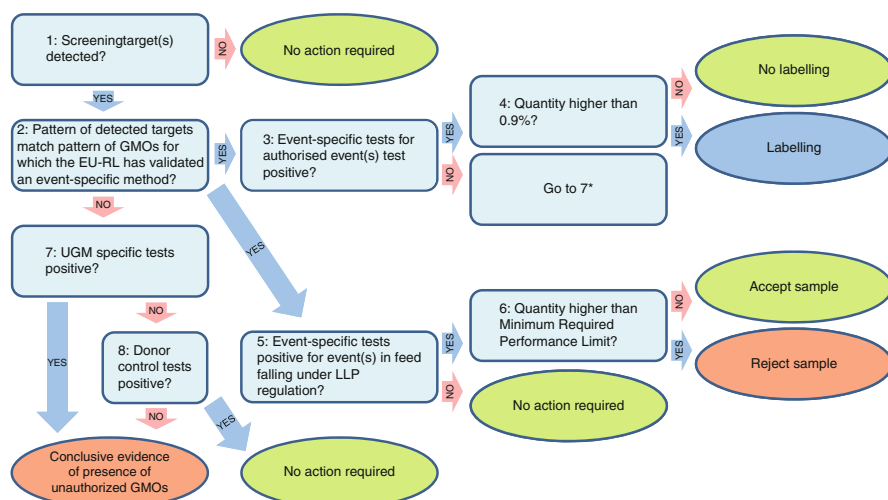 1: Screeningtarget(s)
detected?
NO
No action required
YES
2: Pattern of detected targets
match pattern of GMOs for
which the EU-RL has validated
an event-specific method?
YES
3: Event-specific tests for
authorised event(s) test
positive?
YES
4: Quantity higher than
0.9%?
NO
No labelling
YES
Labelling
NO
Go to 7*
NO
YES
7: UGM specific tests
positive?
YES
NO
8: Donor
control tests
positive?
NO
YES
Conclusive evidence
of presence of
unauthorized GMOs
No action required
5: Event-specific tests
positive for event(s) in feed
falling under LLP
regulation?
YES
6: Quantity higher than
Minimum Required
Performance Limit?
NO
Accept sample
YES
Reject sample
NO
No action required